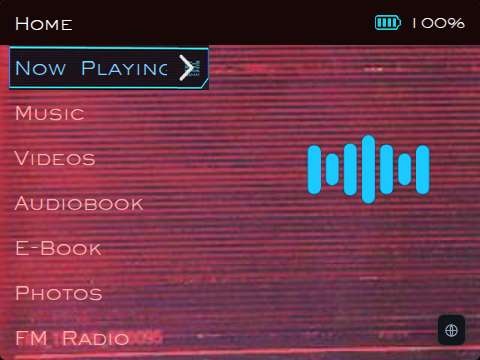 Home
100%
Now Playing
Music
Videos
Audiobook
E-Book
Photos
FM Radio